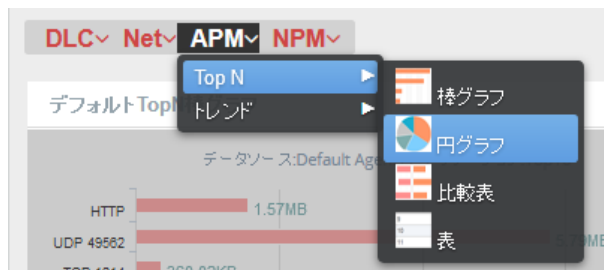 DLC Net APM NPM
Top N
トレンド
棒グラフ
円グラフ
比較表
表
デフォルトTopN
データソース:Default Age
HTTP 1.57MB
UDP 49562 5.79MB